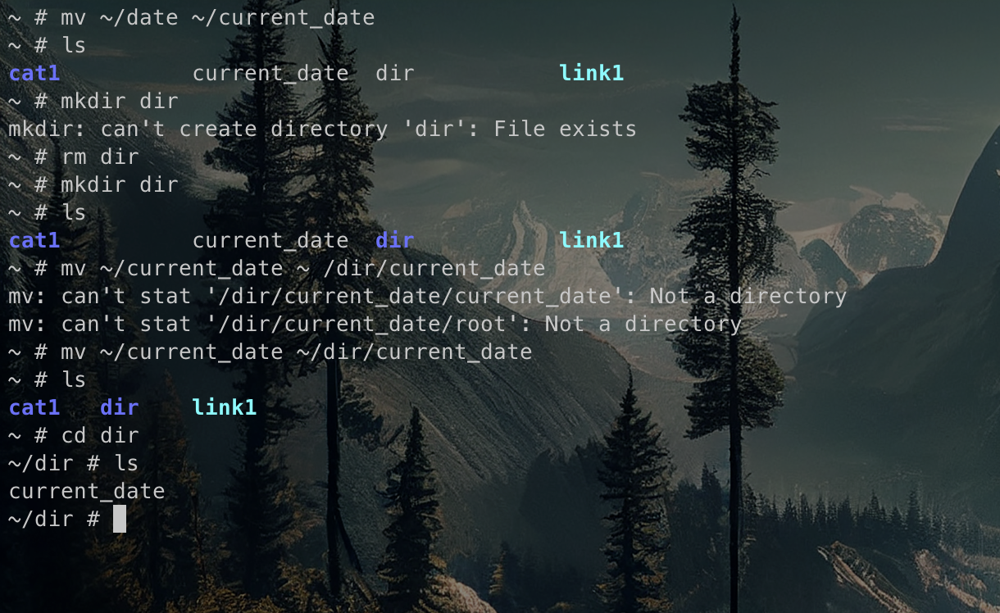 ~ # mv ~/date ~/current_date
~ # ls
cat1          current_date  dir           link1
~ # mkdir dir
mkdir: can't create directory 'dir': File exists
~ # rm dir
~ # mkdir dir
~ # ls
cat1          current_date  dir           link1
~ # mv ~/current_date ~ /dir/current_date
mv: can't stat '/dir/current_date/current_date': Not a directory
mv: can't stat '/dir/current_date/root': Not a directory
~ # mv ~/current_date ~/dir/current_date
~ # ls
cat1   dir    link1
~ # cd dir
~/dir # ls
current_date
~/dir #